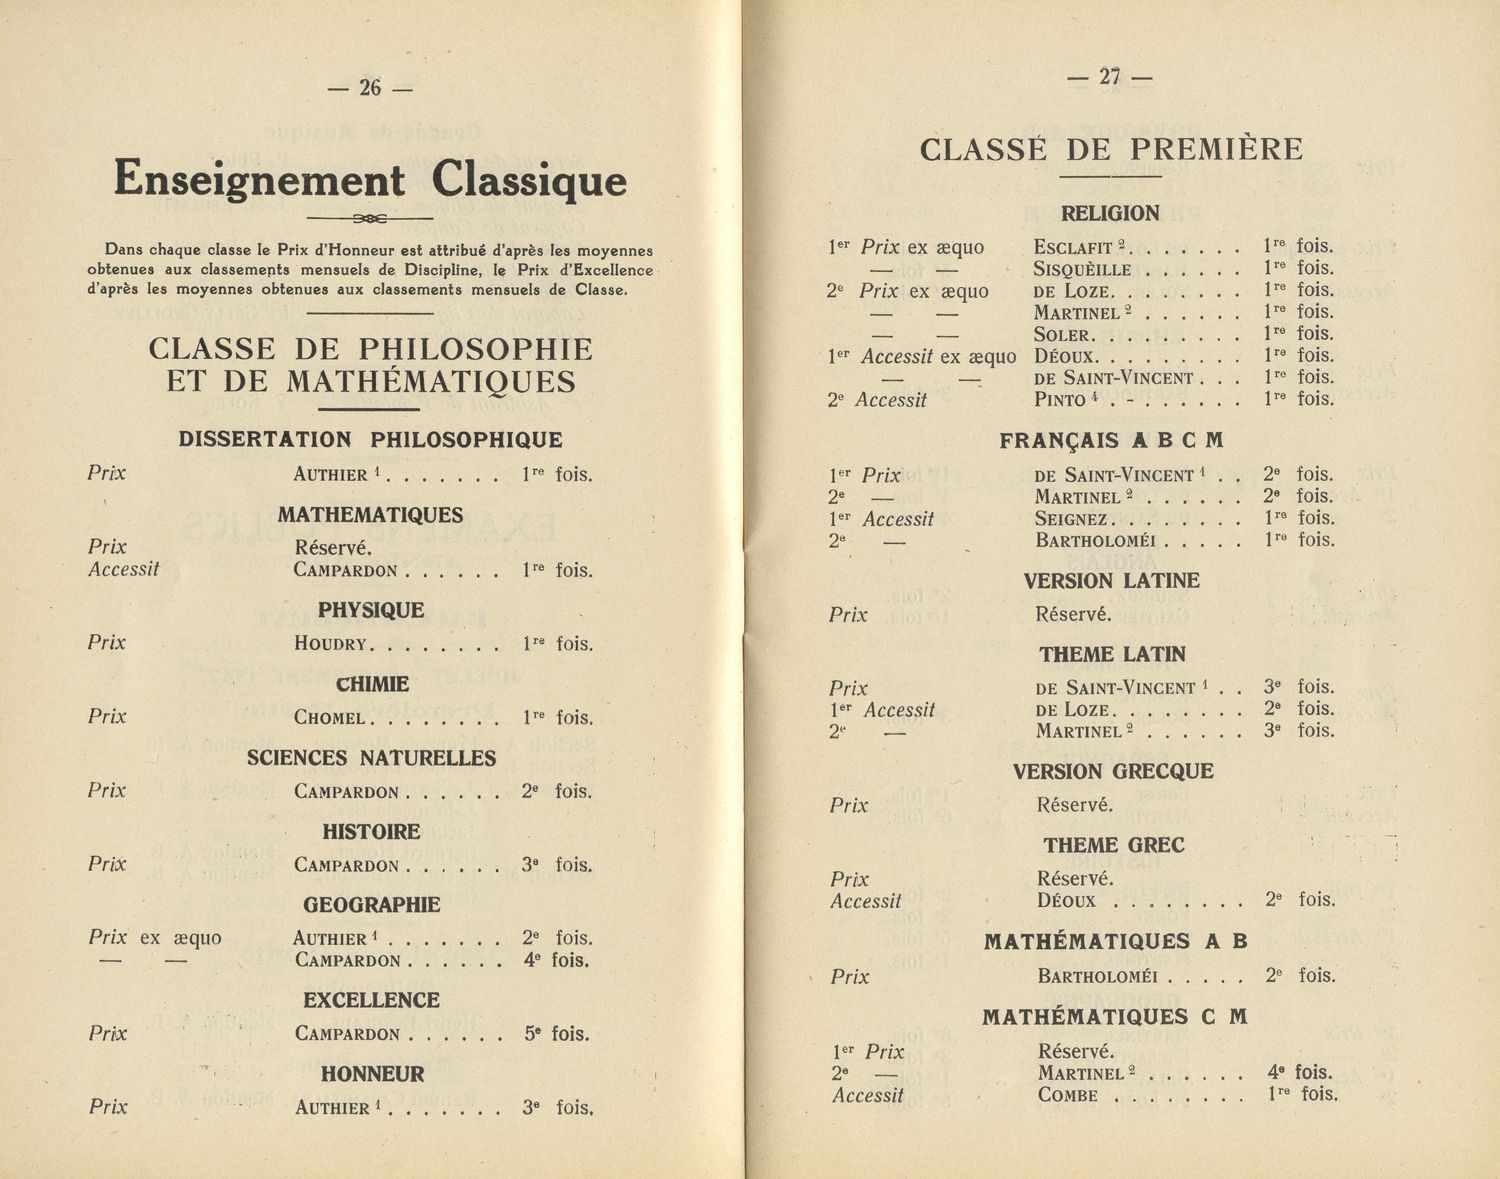 — 26 —
Enseignement Classique
Dans chaque classe le Prix d'Honneur est attribué d'après les moyennes
obtenues aux classements mensuels de Discipline, le Prix d'Excellence
d'après les moyennes obtenues aux classements mensuels de Classe.
CLASSE DE PHILOSOPHIE
ET DE MATHÉMATIQUES
DISSERTATION PHILOSOPHIQUE
Prix AUTHIER ¹ . . . . . . . 1re fois.
MATHEMATIQUES
Prix Réservé.
Accessit CAMPARDON . . . . . . 1re fois.
PHYSIQUE
Prix HOUDRY. . . . . . . . 1re fois.
CHIMIE
Prix CHOMEL. . . . . . . . 1re fois.
SCIENCES NATURELLES
Prix CAMPARDON . . . . . . 2e fois.
HISTOIRE
Prix CAMPARDON . . . . . . 3e fois.
GEOGRAPHIE
Prix ex æquo AUTHIER ¹ . . . . . . . 2e fois.
— — CAMPARDON . . . . . . 4e fois.
EXCELLENCE
Prix CAMPARDON . . . . . . 5e fois.
HONNEUR
Prix AUTHIER ¹ . . . . . . . 3e fois.
— 27 —
CLASSE DE PREMIÈRE
RELIGION
1er Prix ex æquo ESCLAFIT ². . . . . . . 1re fois.
— — SISQUÈILLE . . . . . . 1re fois.
2e Prix ex æquo DE LOZE. . . . . . . . 1re fois.
— — MARTINEL ² . . . . . . 1re fois.
— — SOLER. . . . . . . . . 1re fois.
1er Accessit ex æquo DÉOUX. . . . . . . . . 1re fois.
— — DE SAINT-VINCENT . . . 1re fois.
2e Accessit PINTO ⁴ . - . . . . . . 1re fois.
FRANÇAIS A B C M
1er Prix DE SAINT-VINCENT ¹ . . 2e fois.
2e — MARTINEL ² . . . . . . 2e fois.
1er Accessit SEIGNEZ. . . . . . . . 1re fois.
2e — BARTHOLOMÉI . . . . . 1re fois.
VERSION LATINE
Prix Réservé.
THEME LATIN
Prix DE SAINT-VINCENT ¹ . . 3e fois.
1er Accessit DE LOZE. . . . . . . . 2e fois.
2e — MARTINEL ² . . . . . . 3e fois.
VERSION GRECQUE
Prix Réservé.
THEME GREC
Prix Réservé.
Accessit DÉOUX . . . . . . . . 2e fois.
MATHÉMATIQUES A B
Prix BARTHOLOMÉI . . . . . 2e fois.
MATHÉMATIQUES C M
1er Prix Réservé.
2e — MARTINEL ² . . . . . . 4e fois.
Accessit COMBE . . . . . . . . 1re fois.